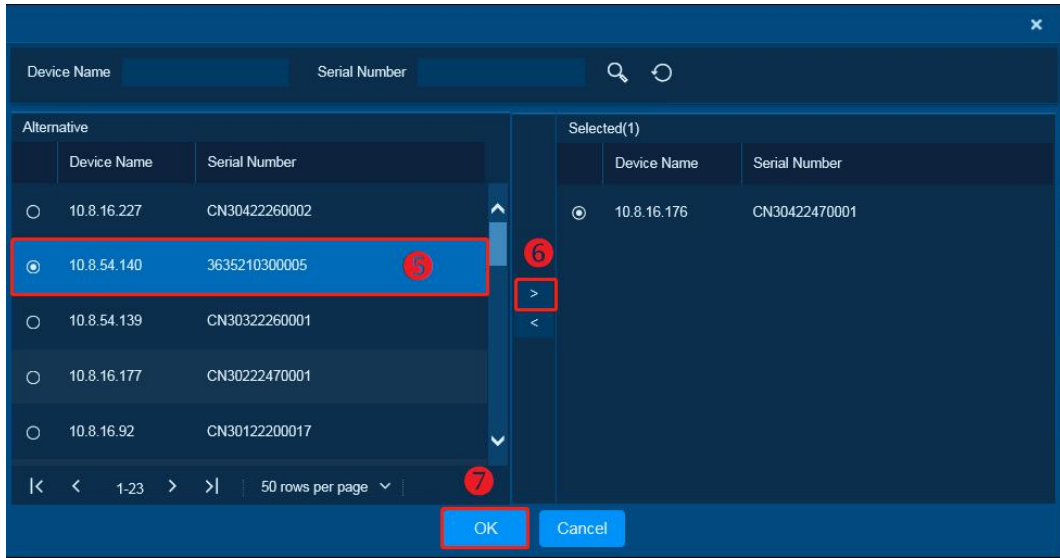 Device Name Serial Number
Alternative
Device Name Serial Number
10.8.16.227 CN30422260002
10.8.54.140 3635210300005 5
10.8.54.139 CN30322260001
10.8.16.177 CN30222470001
10.8.16.92 CN30122200017
1-23 50 rows per page 7
6
>
<
Selected(1)
Device Name Serial Number
10.8.16.176 CN30422470001
OK Cancel